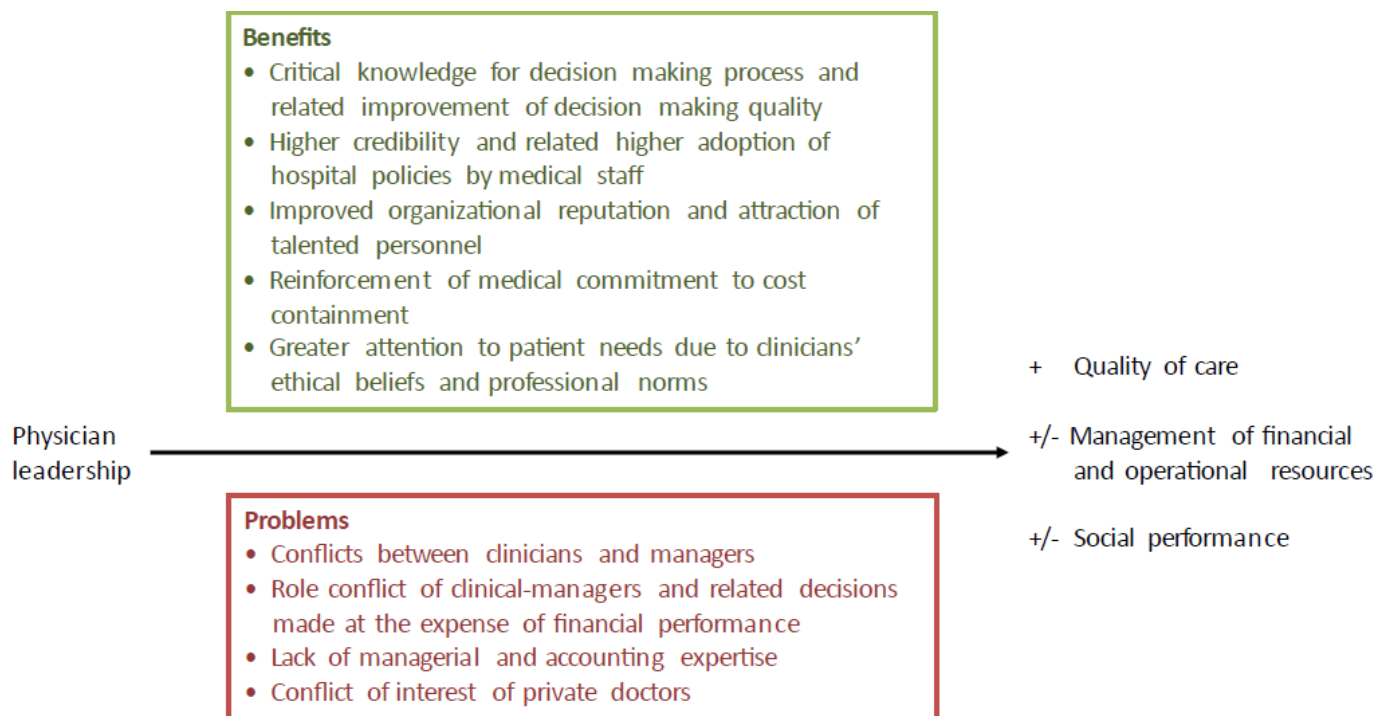 Benefits
• Critical knowledge for decision making process and
related improvement of decision making quality
• Higher credibility and related higher adoption of
hospital policies by medical staff
• Improved organizational reputation and attraction of
talented personnel
• Reinforcement of medical commitment to cost
containment
• Greater attention to patient needs due to clinicians’
ethical beliefs and professional norms
Physician
leadership
+ Quality of care
+/- Management of financial
and operational resources
+/- Social performance
Problems
• Conflicts between clinicians and managers
• Role conflict of clinical-managers and related decisions
made at the expense of financial performance
• Lack of managerial and accounting expertise
• Conflict of interest of private doctors